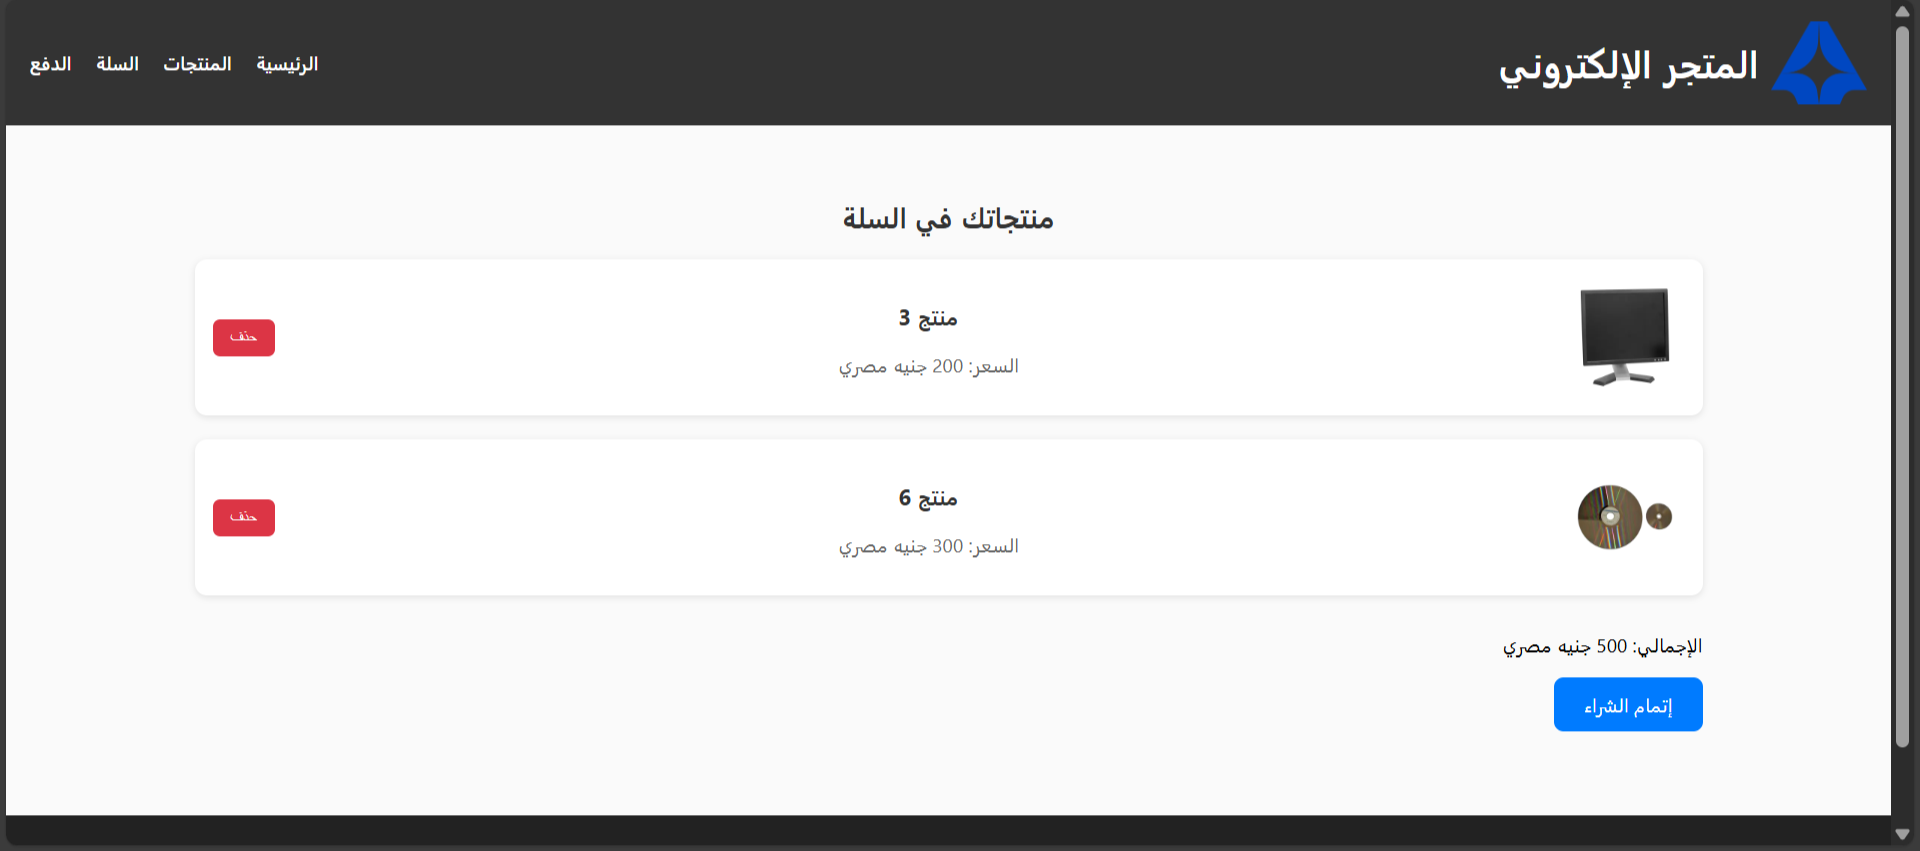 المتجر الإلكتروني
الرئيسية المنتجات السلة الدفع
منتجاتك في السلة
منتج 3
السعر: 200 جنيه مصري
حذف
منتج 6
السعر: 300 جنيه مصري
حذف
الإجمالي: 500 جنيه مصري
إتمام الشراء